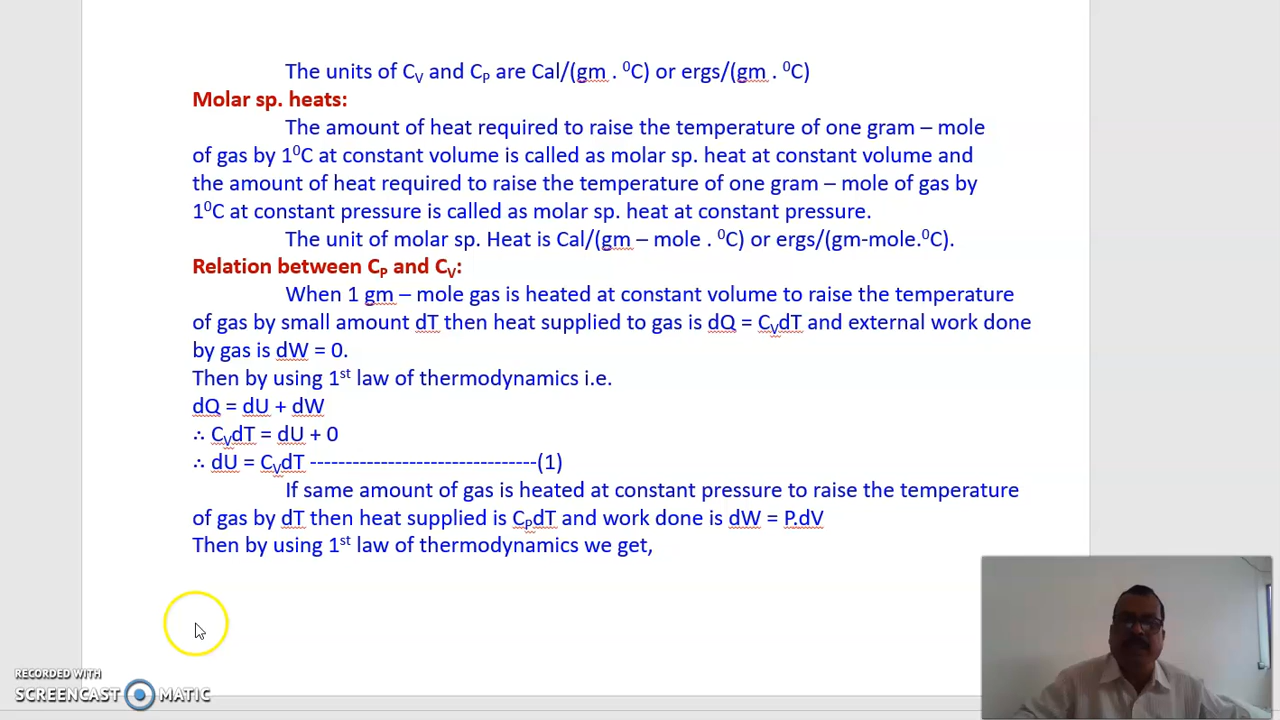 The units of CV and CP are Cal/(gm . 0C) or ergs/(gm . 0C)
Molar sp. heats:
The amount of heat required to raise the temperature of one gram – mole
of gas by 10C at constant volume is called as molar sp. heat at constant volume and
the amount of heat required to raise the temperature of one gram – mole of gas by
10C at constant pressure is called as molar sp. heat at constant pressure.
The unit of molar sp. Heat is Cal/(gm – mole . 0C) or ergs/(gm-mole.0C).
Relation between CP and CV:
When 1 gm – mole gas is heated at constant volume to raise the temperature
of gas by small amount dT then heat supplied to gas is dQ = CVdT and external work done
by gas is dW = 0.
Then by using 1st law of thermodynamics i.e.
dQ = dU + dW
∴ CVdT = dU + 0
∴ dU = CVdT --------------------------------(1)
If same amount of gas is heated at constant pressure to raise the temperature
of gas by dT then heat supplied is CPdT and work done is dW = P.dV
Then by using 1st law of thermodynamics we get,
RECORDED WITH
SCREENCAST MATIC